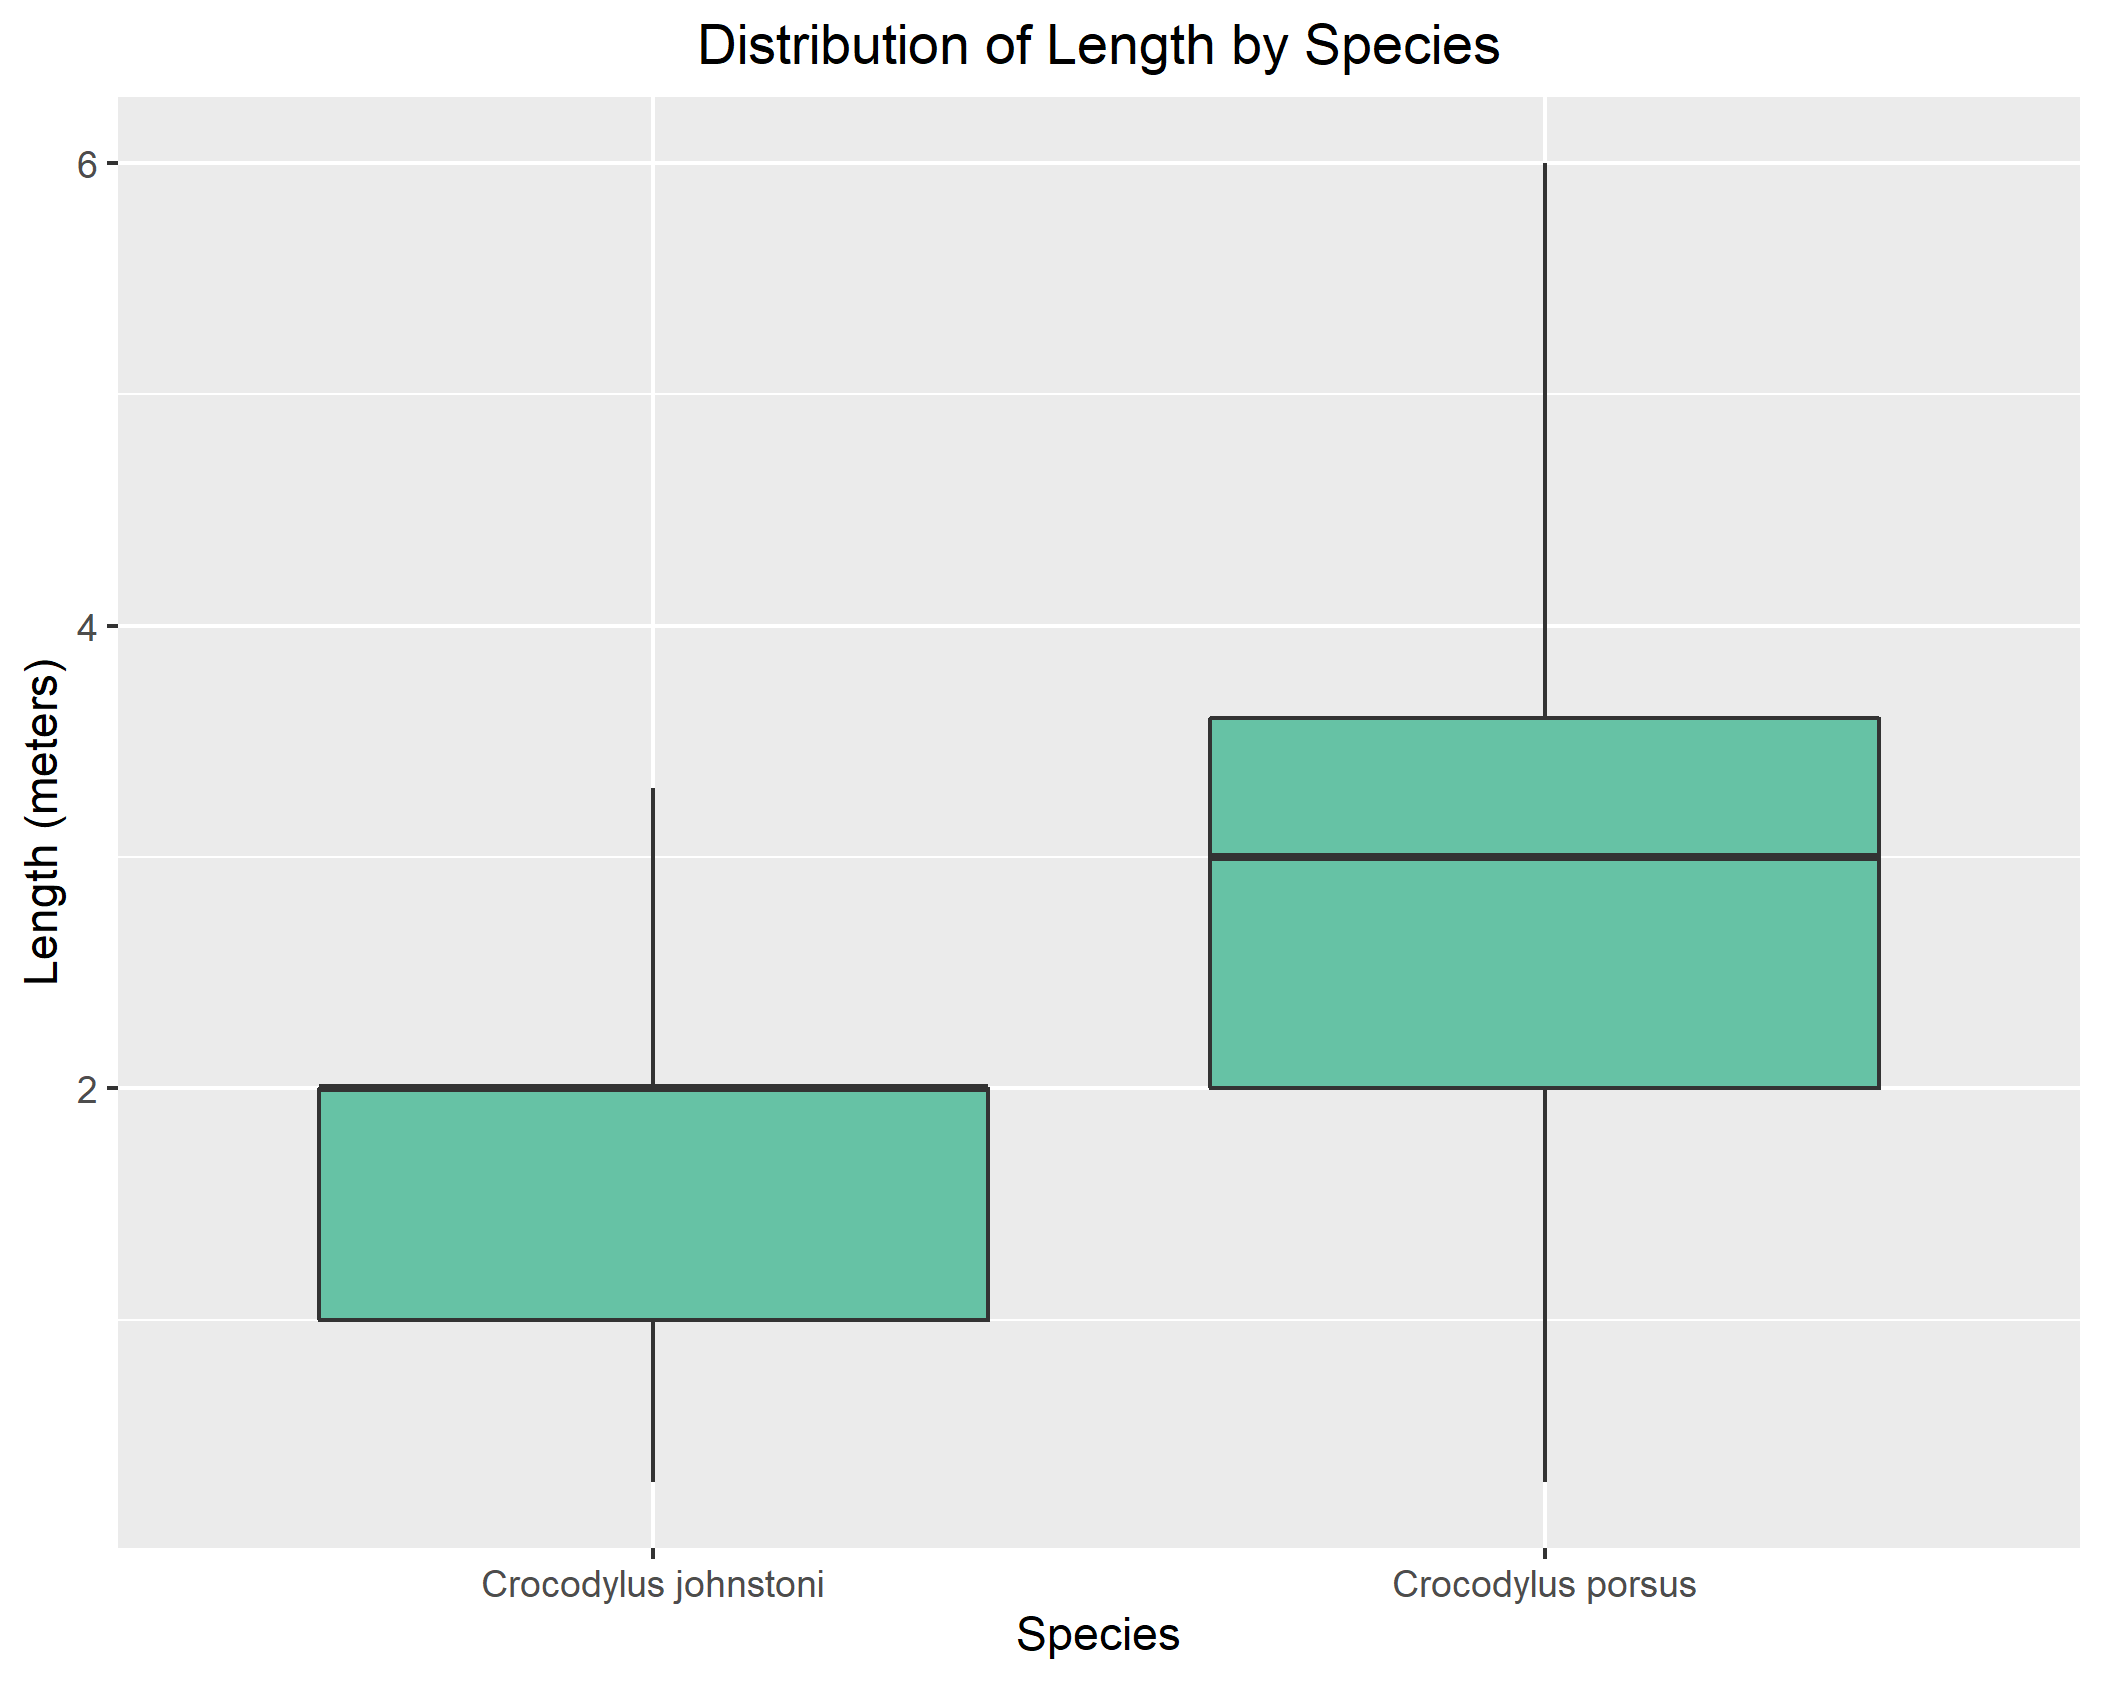 Distribution of Length by Species
6
4
2
Length (meters)
Crocodylus johnstoni
Crocodylus porsus
Species